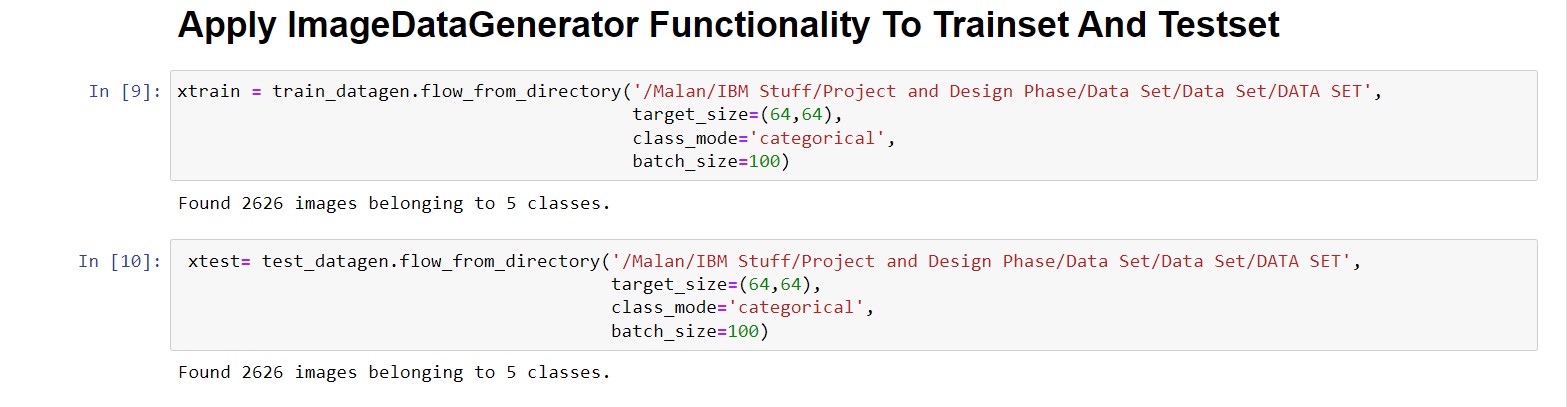 Apply ImageDataGenerator Functionality To Trainset And Testset
In [9]: xtrain = train_datagen.flow_from_directory('/Malan/IBM Stuff/Project and Design Phase/Data Set/Data Set/DATA SET',
target_size=(64,64),
class_mode='categorical',
batch_size=100)
Found 2626 images belonging to 5 classes.
In [10]: xtest= test_datagen.flow_from_directory('/Malan/IBM Stuff/Project and Design Phase/Data Set/Data Set/DATA SET',
target_size=(64,64),
class_mode='categorical',
batch_size=100)
Found 2626 images belonging to 5 classes.